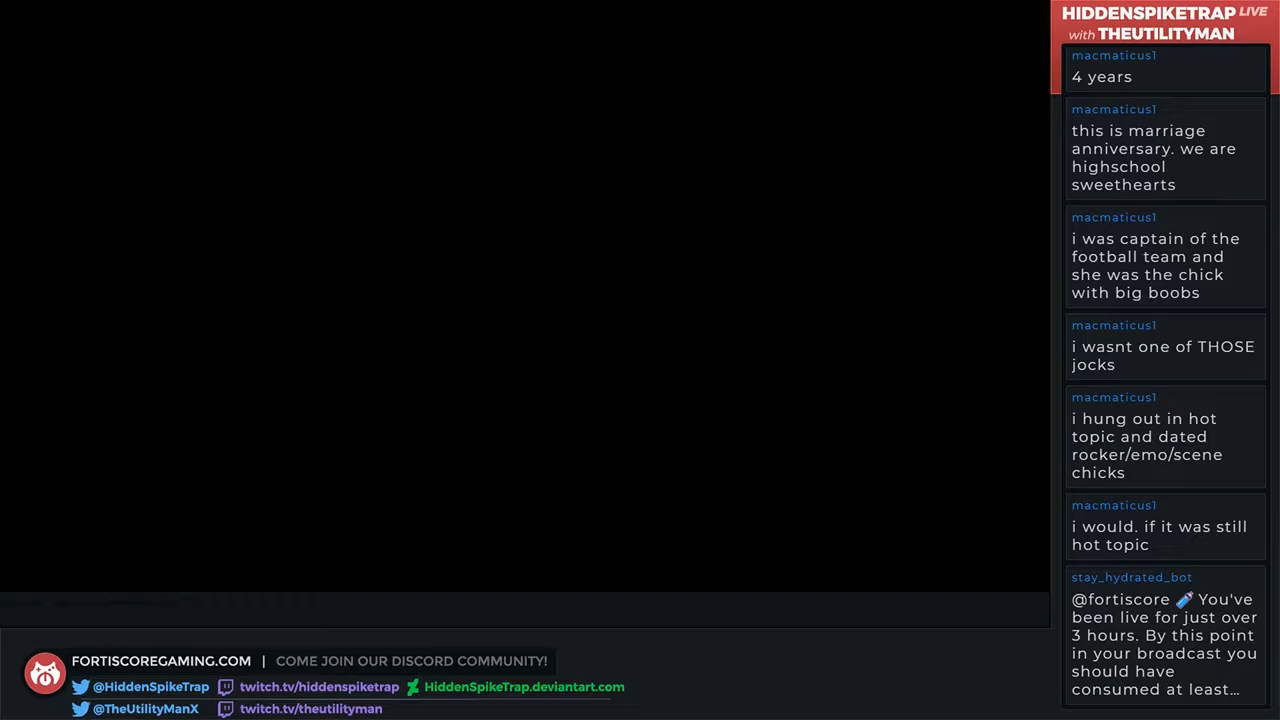 HIDDENSPIKETRAP LIVE
with THEUTILITYMAN
macmaticus1
4 years
macmaticus1
this is marriage
anniversary. we are
highschool
sweethearts
macmaticus1
i was captain of the
football team and
she was the chick
with big boobs
macmaticus1
i wasnt one of THOSE
jocks
macmaticus1
i hung out in hot
topic and dated
rocker/emo/scene
chicks
macmaticus1
i would. if it was still
hot topic
stay_hydrated_bot
@fortiscore You've
been live for just over
3 hours. By this point
in your broadcast you
should have
consumed at least...
FORTISCOREGAMING.COM | COME JOIN OUR DISCORD COMMUNITY!
@HiddenSpikeTrap twitch.tv/hiddenspiketrap HiddenSpikeTrap.deviantart.com
@TheUtilityManX twitch.tv/theutilityman